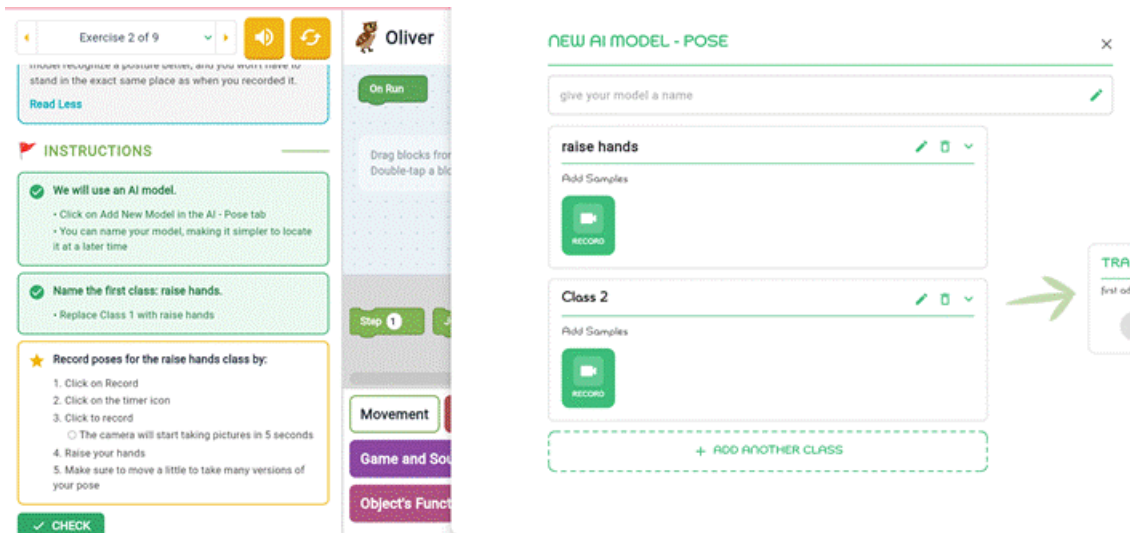 Exercise 2 of 9
model recognize a posture better, and you won't have to
stand in the exact same place as when you recorded it.
Read Less
INSTRUCTIONS
We will use an AI model.
• Click on Add New Model in the AI - Pose tab
• You can name your model, making it simpler to locate
it at a later time
Name the first class: raise hands.
• Replace Class 1 with raise hands
Record poses for the raise hands class by:
1. Click on Record
2. Click on the timer icon
3. Click to record
The camera will start taking pictures in 5 seconds
4. Raise your hands
5. Make sure to move a little to take many versions of
your pose
CHECK
Oliver
On Run
Drag blocks fro
Double-tap a blo
Step 1
Movement
Game and Sou
Object's Funct
NEW AI MODEL - POSE
give your model a name
raise hands
Add Samples
RECORD
Class 2
Add Samples
RECORD
+ ADD ANOTHER CLASS
TRA
first ad